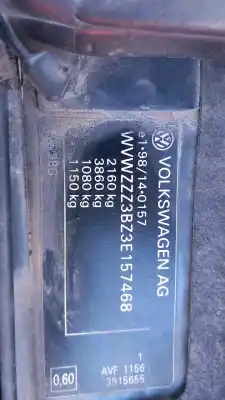 VOLKSWAGEN AG
e1*98/14*0157
WVWZZZ3BZ3E157468
2160 kg
3860 kg
1080 kg
1150 kg
3BG
1
AVF 1156
3915655
0,60